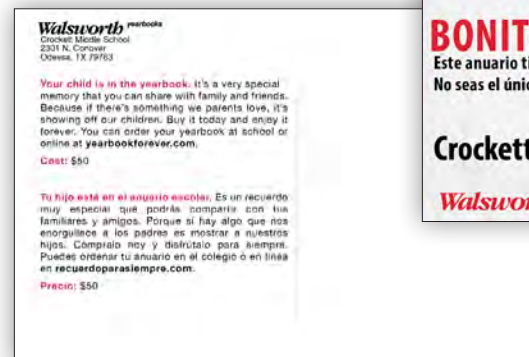 Walsworth yearbooks
Crockett Middle School
2301 N. Conover
Odessa, TX 79763
Your child is in the yearbook. It's a very special
memory that you can share with family and friends.
Because if there's something we parents love, it's
showing off our children. Buy it today and enjoy it
forever. You can order your yearbook at school or
online at yearbookforever.com.
Cost: $50
Tu hijo está en el anuario escolar. Es un recuerdo
muy especial que podrás compartir con tus
familiares y amigos. Porque si hay algo que nos
enorgullece a los padres es mostrar a nuestros
hijos. Cómpralo hoy y disfrútalo para siempre.
Puedes ordenar tu anuario en el colegio ó en línea
en recuerdoparasiempre.com.
Precio: $50
BONIT
Este anuario ti
No seas el únic
Crockett
Walswor